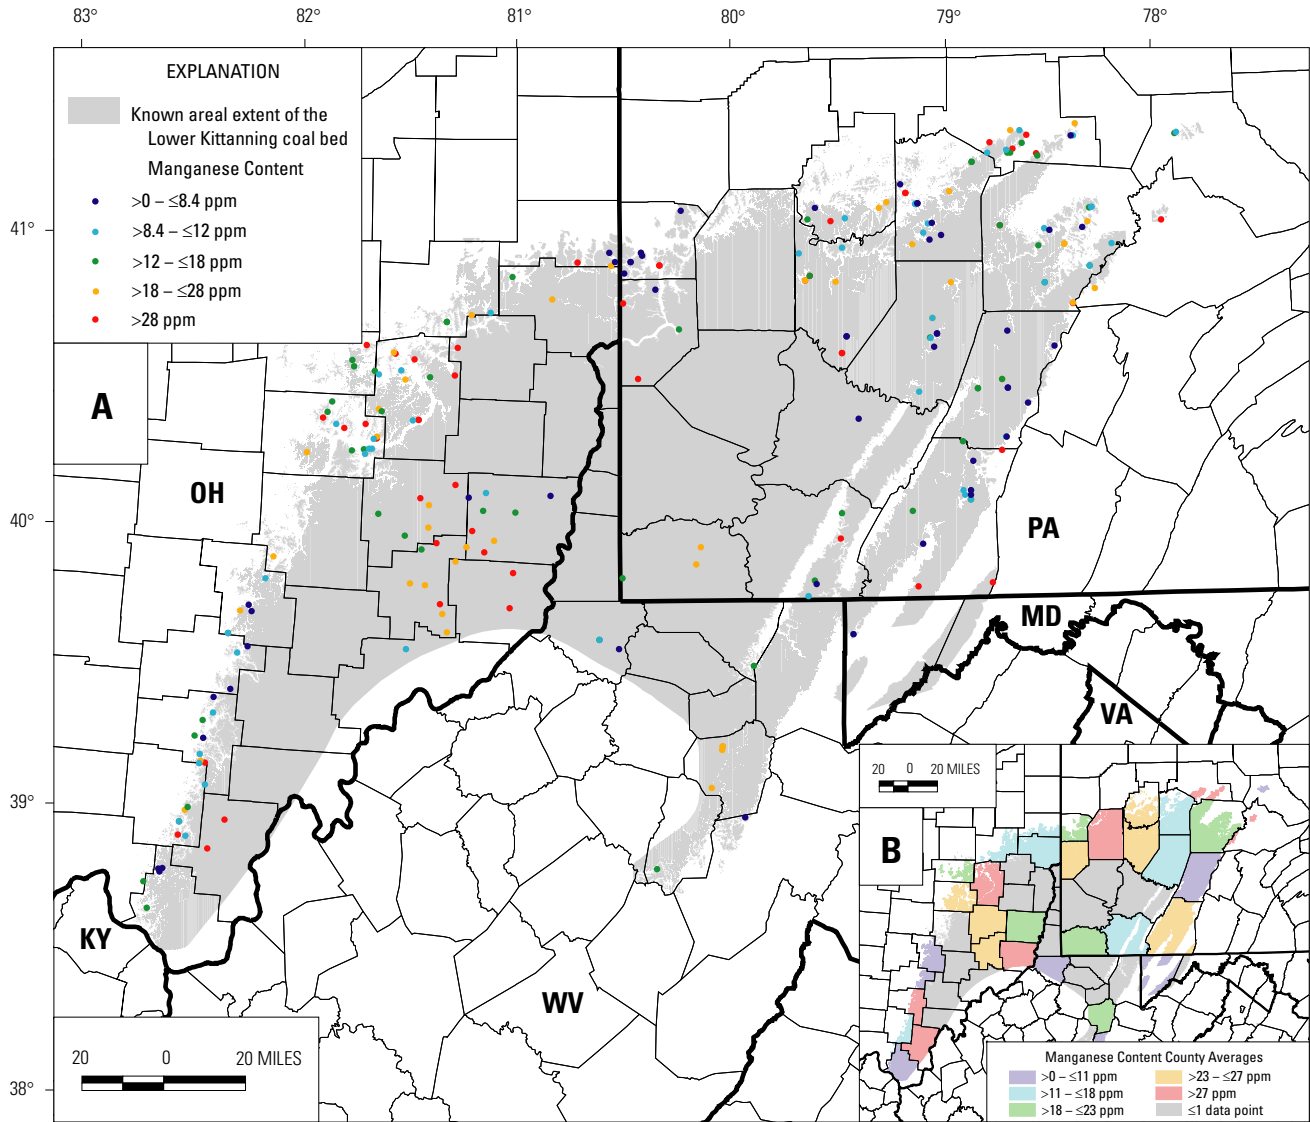 83° 82° 81° 80° 79° 78°
EXPLANATION
Known areal extent of the
Lower Kittanning coal bed
Manganese Content
>0 – ≤8.4 ppm
>8.4 – ≤12 ppm
>12 – ≤18 ppm
>18 – ≤28 ppm
>28 ppm
41°
A
OH
40°
PA
MD
VA
39°
KY
WV
20 0 20 MILES
38°
20 0 20 MILES
B
Manganese Content County Averages
>0 – ≤11 ppm >23 – ≤27 ppm
>11 – ≤18 ppm >27 ppm
>18 – ≤23 ppm ≤1 data point